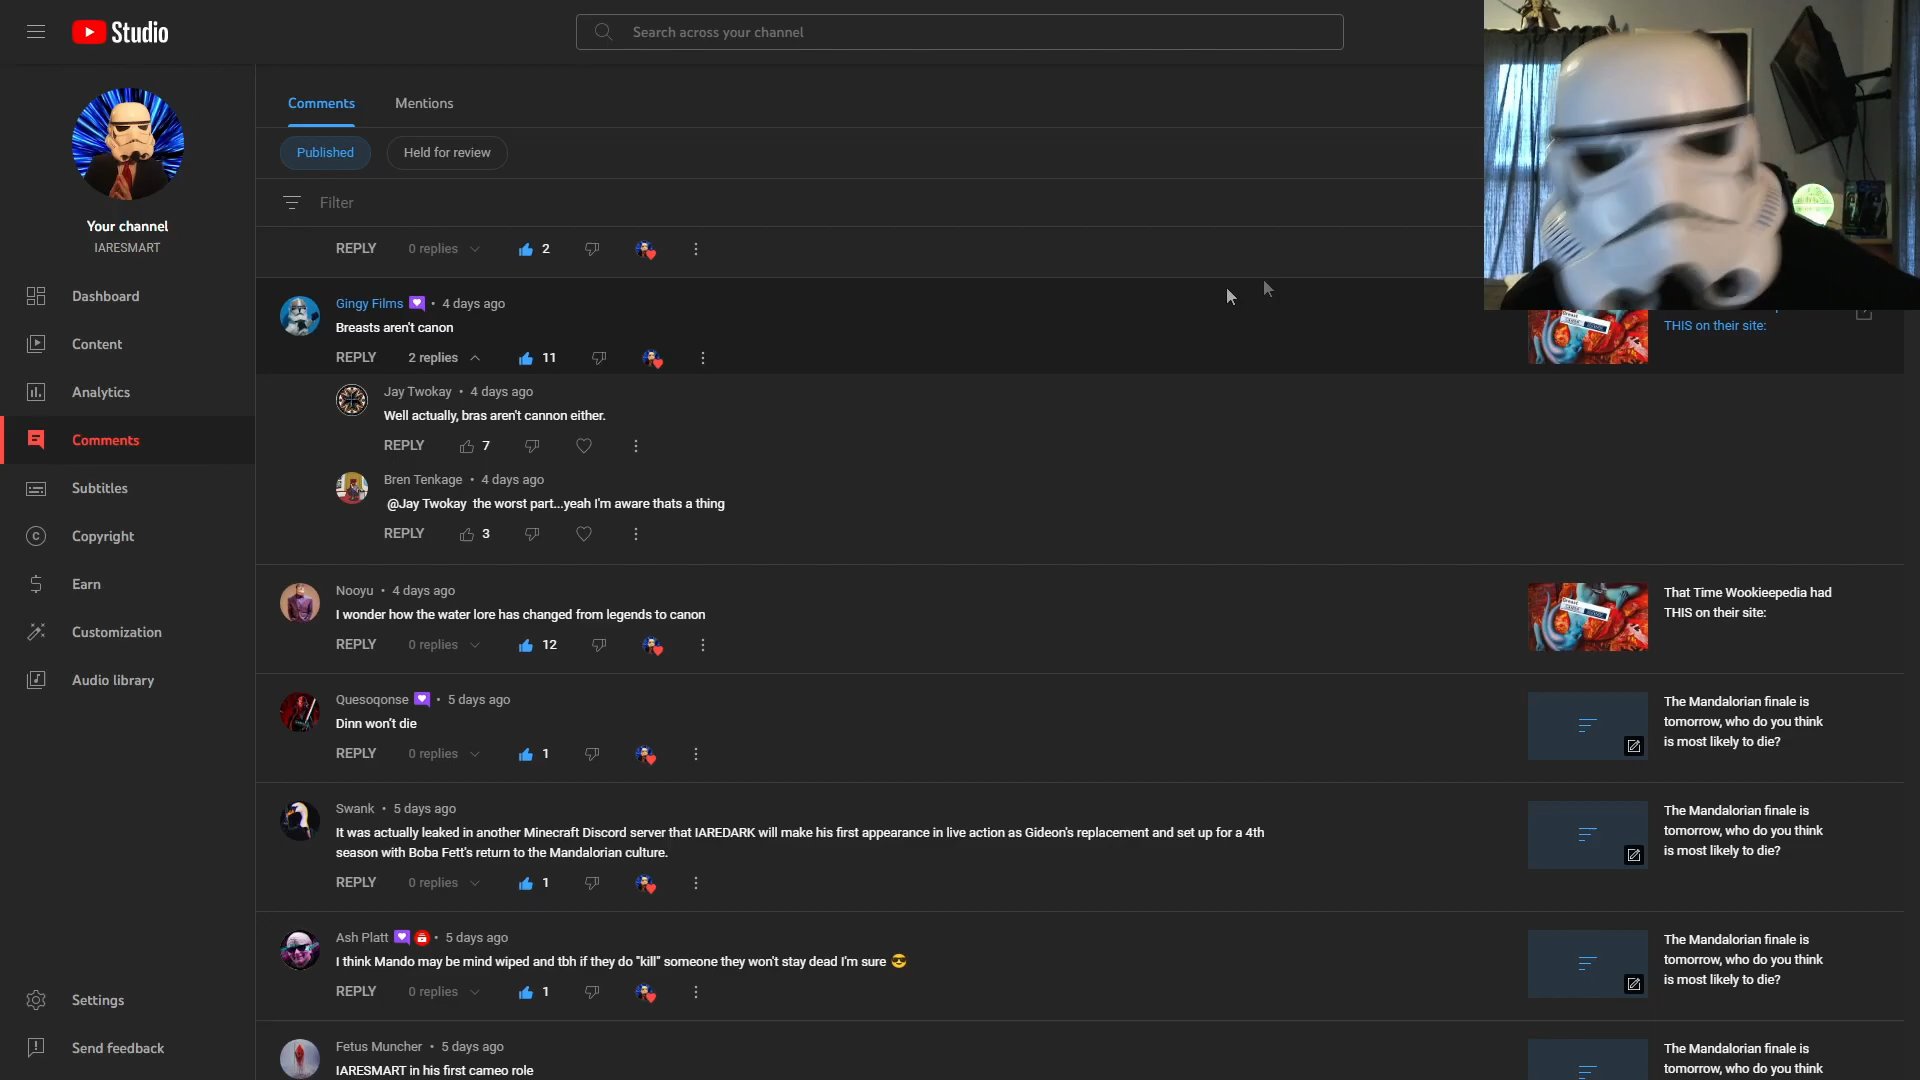 Studio
Search across your channel
Your channel
IARESMART
Dashboard
Content
Analytics
Comments
Subtitles
Copyright
Earn
Customization
Audio library
Settings
Send feedback
Comments
Mentions
Published
Held for review
Filter
REPLY 0 replies 2
Gingy Films • 4 days ago
Breasts aren't canon
REPLY 2 replies 11
THIS on their site:
Jay Twokay • 4 days ago
Well actually, bras aren't cannon either.
REPLY 7
Bren Tenkage • 4 days ago
@Jay Twokay the worst part...yeah I'm aware thats a thing
REPLY 3
Nooyu • 4 days ago
I wonder how the water lore has changed from legends to canon
REPLY 0 replies 12
That Time Wookieepedia had
THIS on their site:
Quesoqonse • 5 days ago
Dinn won't die
REPLY 0 replies 1
The Mandalorian finale is
tomorrow, who do you think
is most likely to die?
Swank • 5 days ago
It was actually leaked in another Minecraft Discord server that IAREDARK will make his first appearance in live action as Gideon's replacement and set up for a 4th
season with Boba Fett's return to the Mandalorian culture.
REPLY 0 replies 1
The Mandalorian finale is
tomorrow, who do you think
is most likely to die?
Ash Platt • 5 days ago
I think Mando may be mind wiped and tbh if they do "kill" someone they won't stay dead I'm sure 😎
REPLY 0 replies 1
The Mandalorian finale is
tomorrow, who do you think
is most likely to die?
Fetus Muncher • 5 days ago
IARESMART in his first cameo role
The Mandalorian finale is
tomorrow, who do you think